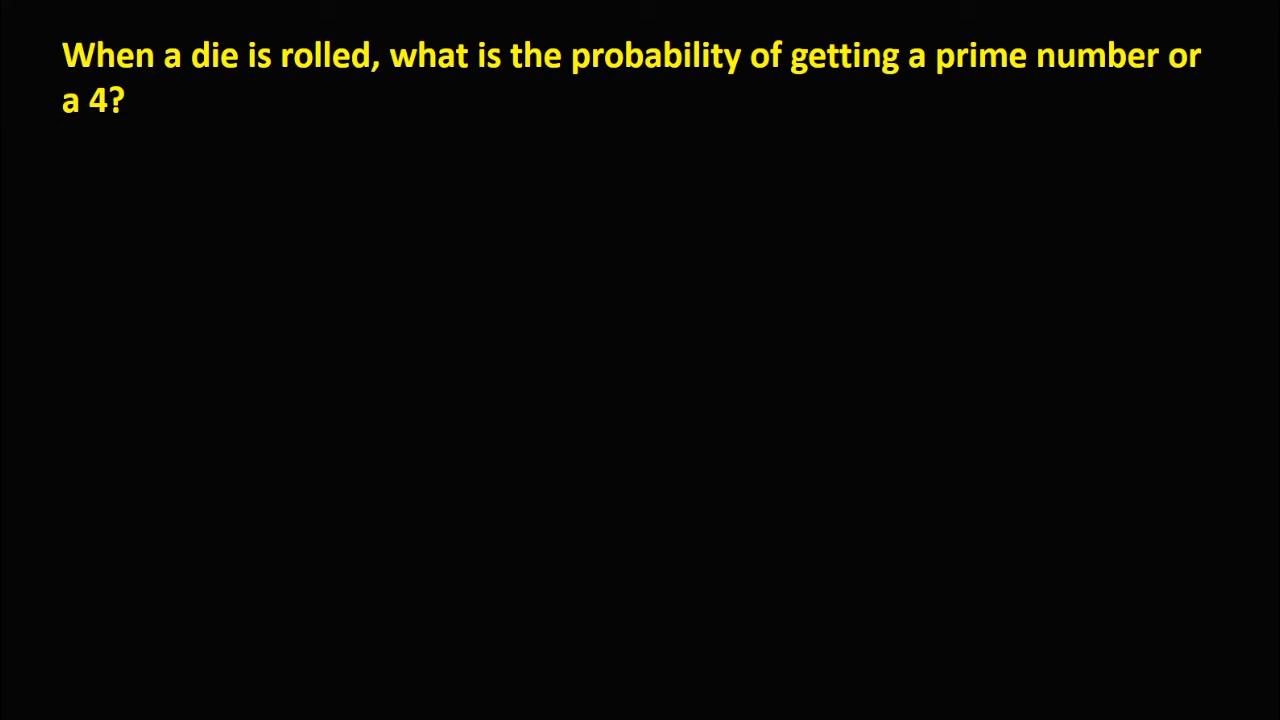 When a die is rolled, what is the probability of getting a prime number or
a 4?